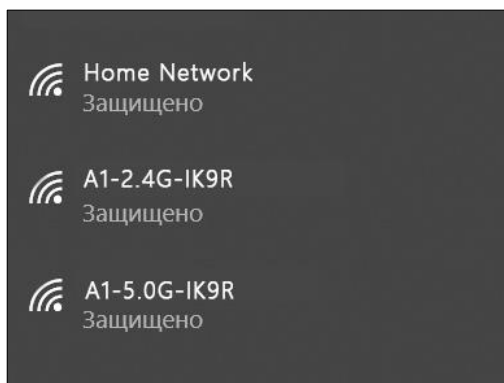 Home Network
Защищено
A1-2.4G-IK9R
Защищено
A1-5.0G-IK9R
Защищено